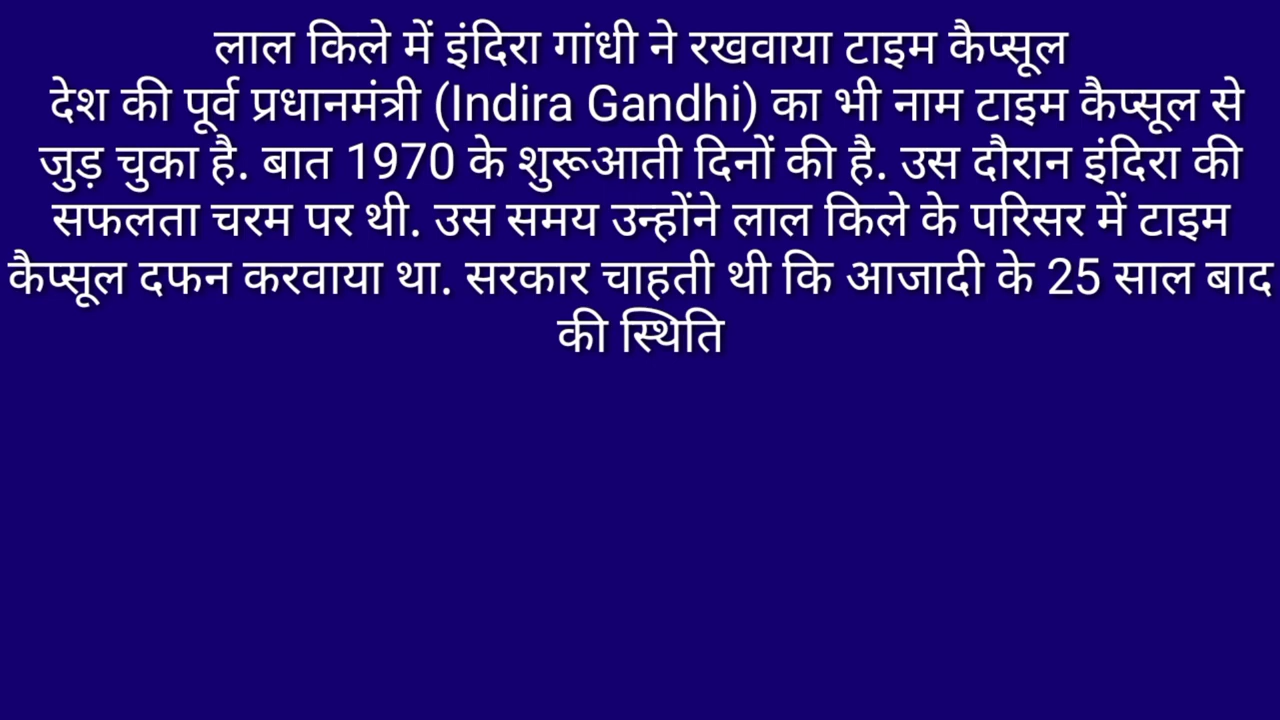 लाल किले में इंदिरा गांधी ने रखवाया टाइम कैप्सूल
देश की पूर्व प्रधानमंत्री (Indira Gandhi) का भी नाम टाइम कैप्सूल से
जुड़ चुका है. बात 1970 के शुरूआती दिनों की है. उस दौरान इंदिरा की
सफलता चरम पर थी. उस समय उन्होंने लाल किले के परिसर में टाइम
कैप्सूल दफन करवाया था. सरकार चाहती थी कि आजादी के 25 साल बाद
की स्थिति